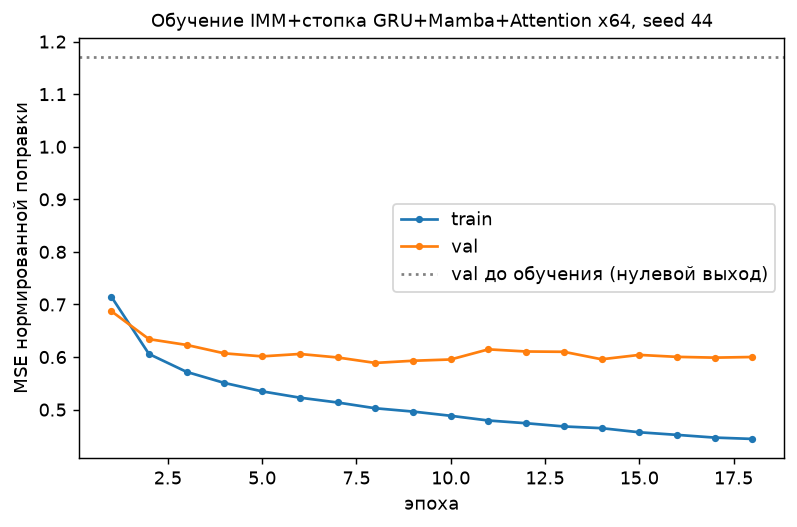 Обучение IMM+стопка GRU+Mamba+Attention x64, seed 44
MSE нормированной поправки
1.2
1.1
1.0
0.9
0.8
0.7
0.6
0.5
train
val
val до обучения (нулевой выход)
2.5 5.0 7.5 10.0 12.5 15.0 17.5
эпоха